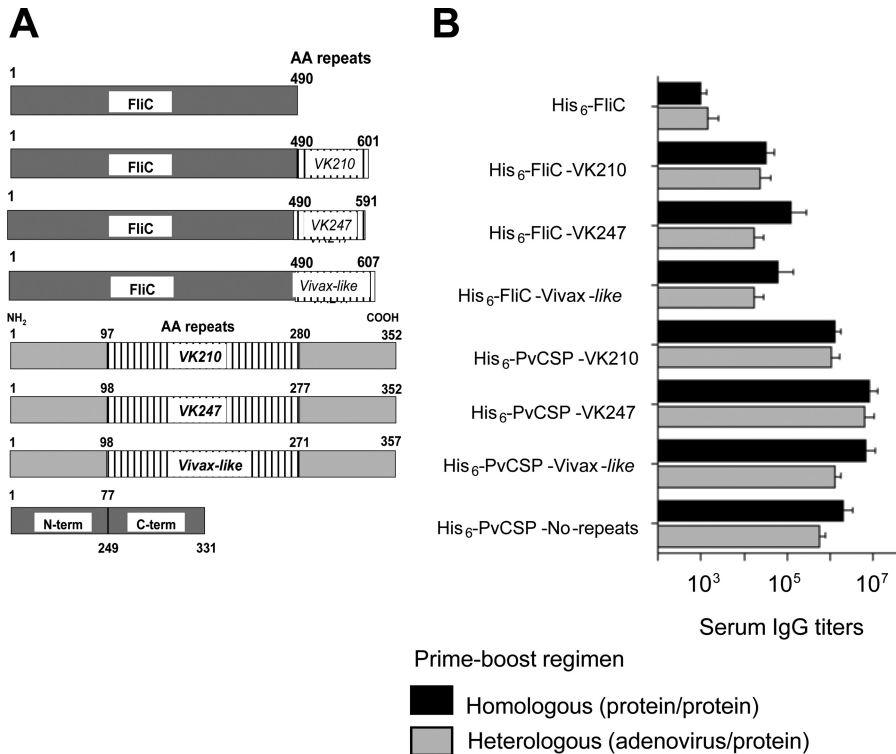 A
AA repeats
1
490
FliC
1
490
601
FliC
VK210
1
490
591
FliC
VK247
1
490
607
FliC
Vivax-like
NH2
AA repeats
COOH
1
97
280
352
VK210
1
98
277
352
VK247
1
98
271
357
Vivax-like
1
77
N-term
C-term
249
331
B
His6-FliC
His6-FliC-VK210
His6-FliC-VK247
His6-FliC-Vivax-like
His6-PvCSP-VK210
His6-PvCSP-VK247
His6-PvCSP-Vivax-like
His6-PvCSP-No-repeats
10^3 10^5 10^7
Serum IgG titers
Prime-boost regimen
Homologous (protein/protein)
Heterologous (adenovirus/protein)